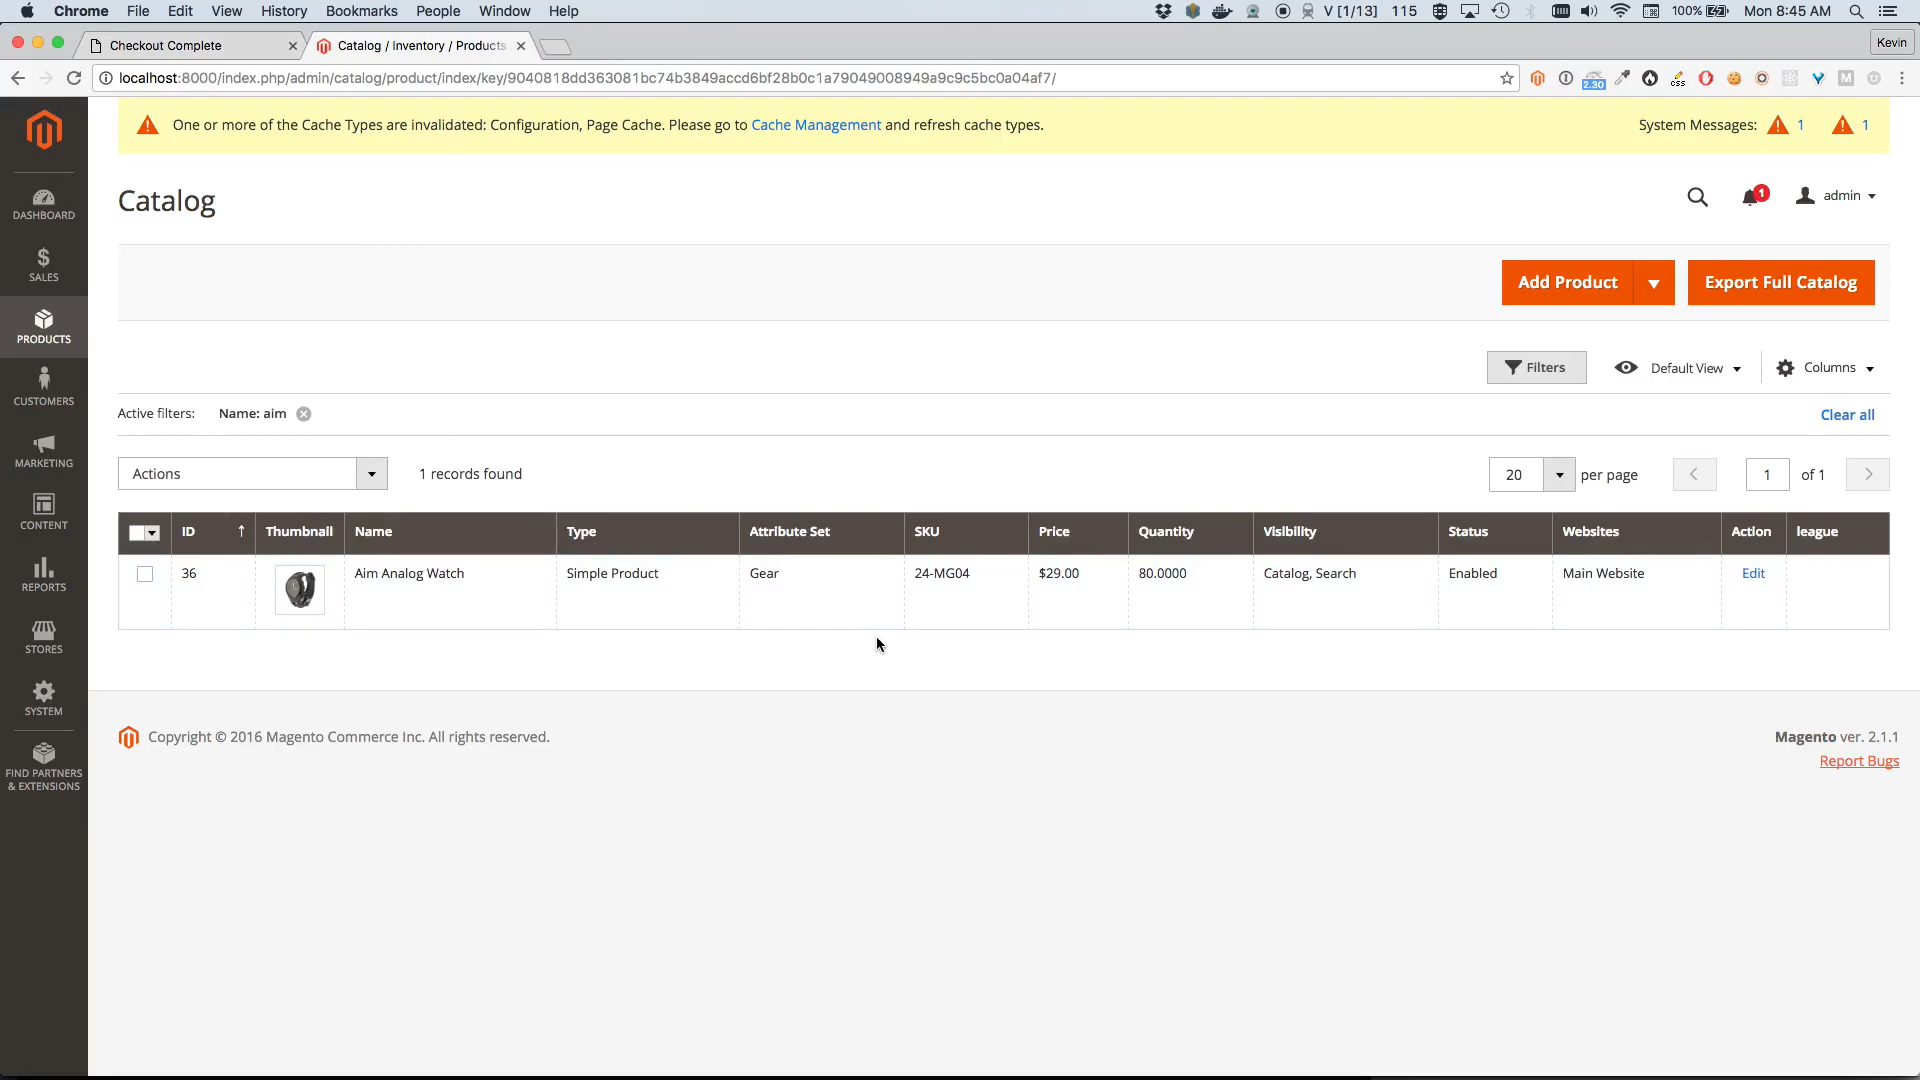 Chrome File Edit View History Bookmarks People Window Help V [1/13] 115 100% Mon 8:45 AM
Checkout Complete Catalog / Inventory / Products Kevin
localhost:8000/index.php/admin/catalog/product/index/key/9040818dd363081bc74b3849accd6bf28b0c1a79049008949a9c9c5bc0a04af7/ 2.30 css M
One or more of the Cache Types are invalidated: Configuration, Page Cache. Please go to Cache Management and refresh cache types. System Messages: 1 1
Catalog 1 admin
DASHBOARD
SALES
PRODUCTS
CUSTOMERS
MARKETING
CONTENT
REPORTS
STORES
SYSTEM
FIND PARTNERS
& EXTENSIONS
Add Product Export Full Catalog
Filters Default View Columns
Active filters: Name: aim Clear all
Actions 1 records found 20 per page 1 of 1
ID ↑ Thumbnail Name Type Attribute Set SKU Price Quantity Visibility Status Websites Action league
36 Aim Analog Watch Simple Product Gear 24-MG04 $29.00 80.0000 Catalog, Search Enabled Main Website Edit
Copyright © 2016 Magento Commerce Inc. All rights reserved. Magento ver. 2.1.1
Report Bugs